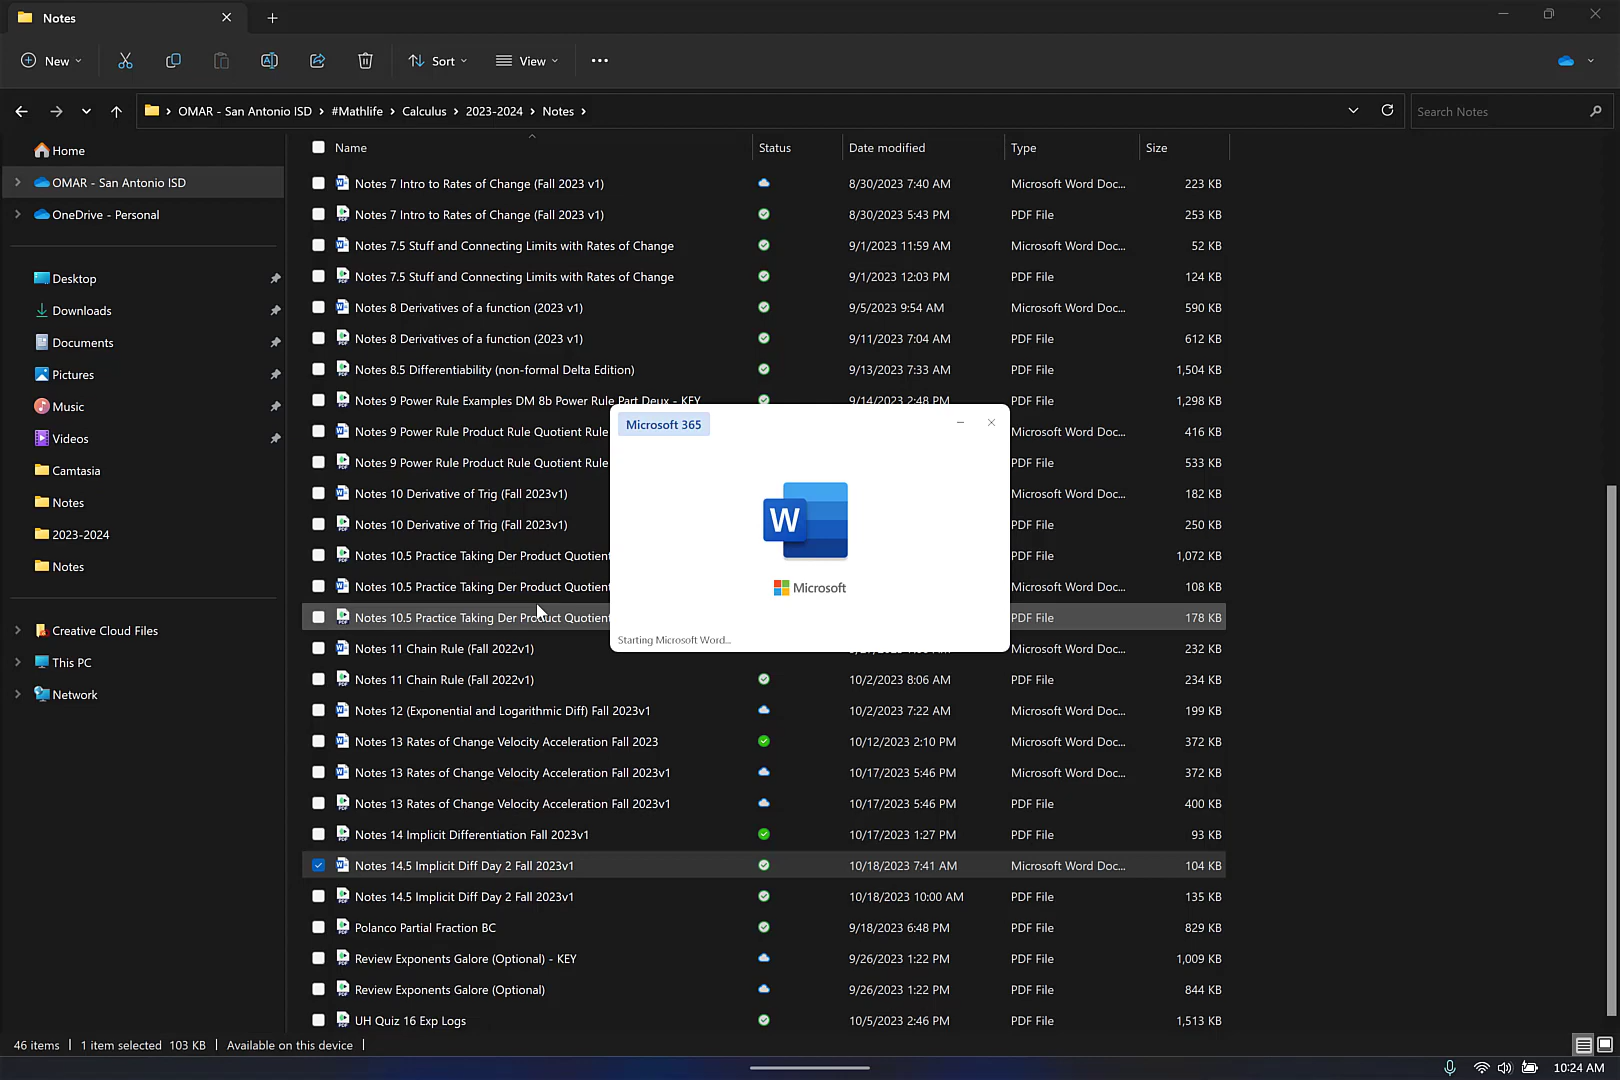 Notes
New
Sort
View
OMAR - San Antonio ISD > #Mathlife > Calculus > 2023-2024 > Notes >
Search Notes
Home
OMAR - San Antonio ISD
OneDrive - Personal
Desktop
Downloads
Documents
Pictures
Music
Videos
Camtasia
Notes
2023-2024
Notes
Creative Cloud Files
This PC
Network
Name Status Date modified Type Size
Notes 7 Intro to Rates of Change (Fall 2023 v1) 8/30/2023 7:40 AM Microsoft Word Doc... 223 KB
Notes 7 Intro to Rates of Change (Fall 2023 v1) 8/30/2023 5:43 PM PDF File 253 KB
Notes 7.5 Stuff and Connecting Limits with Rates of Change 9/1/2023 11:59 AM Microsoft Word Doc... 52 KB
Notes 7.5 Stuff and Connecting Limits with Rates of Change 9/1/2023 12:03 PM PDF File 124 KB
Notes 8 Derivatives of a function (2023 v1) 9/5/2023 9:54 AM Microsoft Word Doc... 590 KB
Notes 8 Derivatives of a function (2023 v1) 9/11/2023 7:04 AM PDF File 612 KB
Notes 8.5 Differentiability (non-formal Delta Edition) 9/13/2023 7:33 AM PDF File 1,504 KB
Notes 9 Power Rule Examples DM 8b Power Rule Part Deux - KEY 9/14/2023 2:48 PM PDF File 1,298 KB
Notes 9 Power Rule Product Rule Quotient Rule Microsoft Word Doc... 416 KB
Notes 9 Power Rule Product Rule Quotient Rule PDF File 533 KB
Notes 10 Derivative of Trig (Fall 2023v1) Microsoft Word Doc... 182 KB
Notes 10 Derivative of Trig (Fall 2023v1) PDF File 250 KB
Notes 10.5 Practice Taking Der Product Quotient PDF File 1,072 KB
Notes 10.5 Practice Taking Der Product Quotient Microsoft Word Doc... 108 KB
Notes 10.5 Practice Taking Der Product Quotient PDF File 178 KB
Notes 11 Chain Rule (Fall 2022v1) Microsoft Word Doc... 232 KB
Notes 11 Chain Rule (Fall 2022v1) 10/2/2023 8:06 AM PDF File 234 KB
Notes 12 (Exponential and Logarithmic Diff) Fall 2023v1 10/2/2023 7:22 AM Microsoft Word Doc... 199 KB
Notes 13 Rates of Change Velocity Acceleration Fall 2023 10/12/2023 2:10 PM Microsoft Word Doc... 372 KB
Notes 13 Rates of Change Velocity Acceleration Fall 2023v1 10/17/2023 5:46 PM Microsoft Word Doc... 372 KB
Notes 13 Rates of Change Velocity Acceleration Fall 2023v1 10/17/2023 5:46 PM PDF File 400 KB
Notes 14 Implicit Differentiation Fall 2023v1 10/17/2023 1:27 PM PDF File 93 KB
Notes 14.5 Implicit Diff Day 2 Fall 2023v1 10/18/2023 7:41 AM Microsoft Word Doc... 104 KB
Notes 14.5 Implicit Diff Day 2 Fall 2023v1 10/18/2023 10:00 AM PDF File 135 KB
Polanco Partial Fraction BC 9/18/2023 6:48 PM PDF File 829 KB
Review Exponents Galore (Optional) - KEY 9/26/2023 1:22 PM PDF File 1,009 KB
Review Exponents Galore (Optional) 9/26/2023 1:22 PM PDF File 844 KB
UH Quiz 16 Exp Logs 10/5/2023 2:46 PM PDF File 1,513 KB
Microsoft 365
W
Microsoft
Starting Microsoft Word...
46 items | 1 item selected 103 KB | Available on this device |
10:24 AM